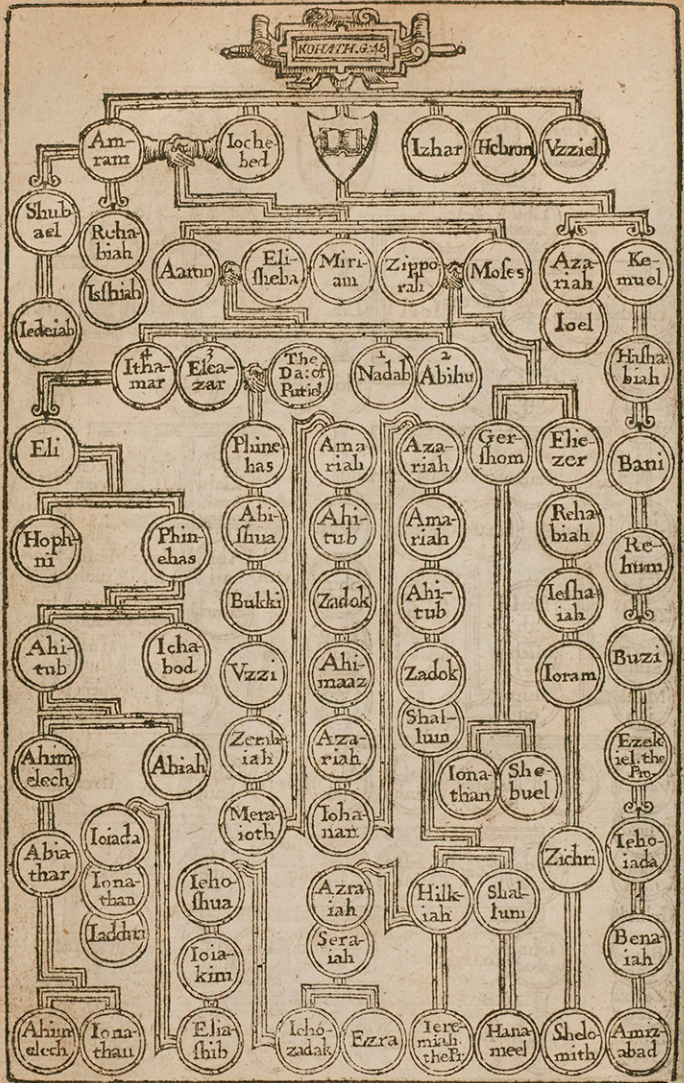 KOHATH.G.46
Am-
ram
Ioche-
bed
Izhar
Hebron
Vzziel
Shub
ael
Reha-
biah
Isshiah
Iedeiah
Aaron
Eli-
sheba
Miri-
am
Zippo-
rah
Moses
Aza-
riah
Ioel
Ke-
muel
4
Itha-
mar
3
Elea-
zar
The
Da: of
Putiel
1
Nadab
2
Abihu
Hasha-
biah
Eli
Phine-
has
Ama
riah
Aza-
riah
Ger-
shom
Elie-
zer
Bani
Hoph-
ni
Phin-
ehas
Abi-
shua
Ahi-
tub
Ama-
riah
Reha-
biah
Re-
hum
Bukki
Zadok
Ahi-
tub
Iesha-
iah
Ahi-
tub
Icha-
bod
Vzzi
Ahi-
maaz
Zadok
Shal-
lum
Ioram
Buzi
Ahim
elech
Ahiah
Zerah-
iah
Aza-
riah
Iona-
than
She-
buel
Ezek-
iel.the
Pro.
Mera-
ioth
Ioha-
nan
Abia-
thar
Ioiada
Iona-
than
Iaddua
Ieho-
shua
Azra-
iah
Sera-
iah
Hilk-
iah
Shal-
lum
Zichri
Ieho-
iada
Ioia-
kim
Bena-
iah
Ahim-
elech
Iona-
than
Elia-
shib
Ieho-
zadak
Ezra
Iere-
miah.
the Pr.
Hana-
meel
Shelo-
mith
Amiz-
abad